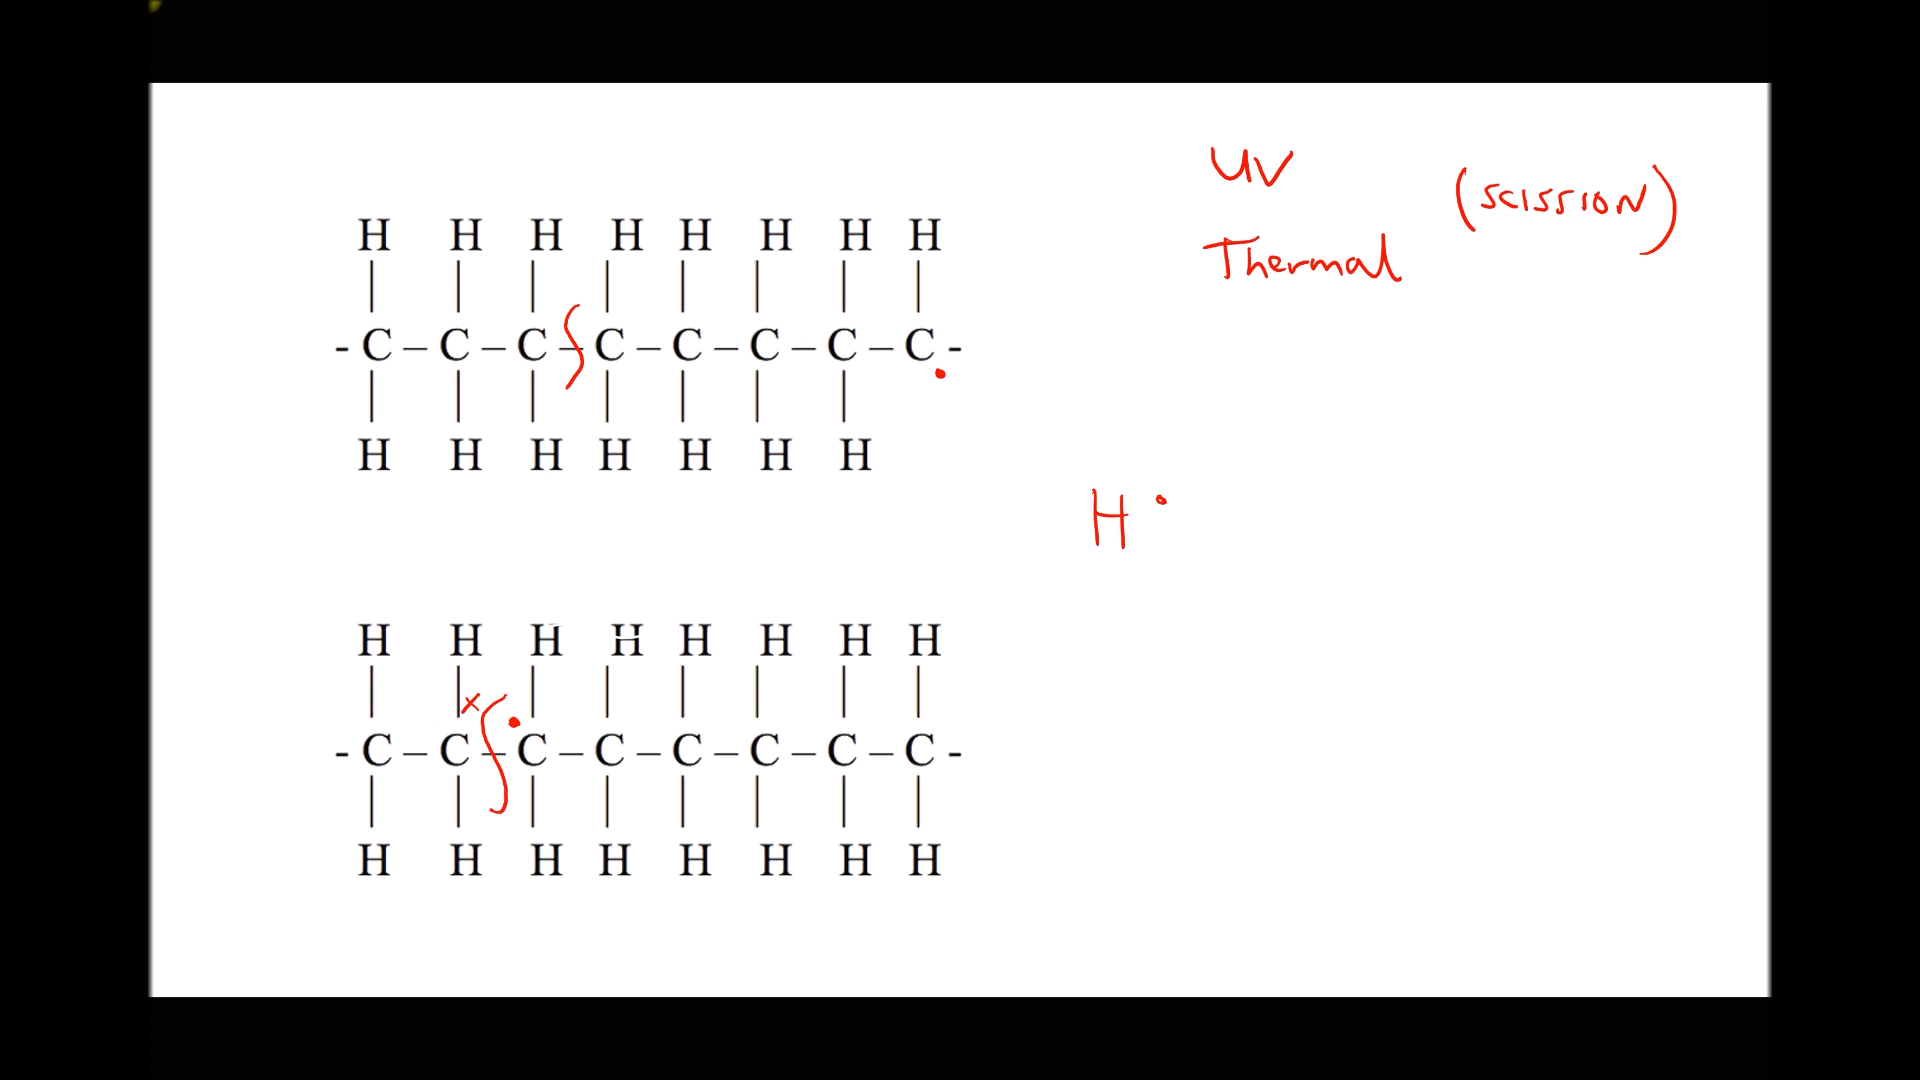 UV
(SCISSION)
Thermal
H H H H H H H H
| | | | | | | |
- C – C – C – C – C – C – C – C -
| | | | | | |
H H H H H H H
H •
H H H H H H H H
| | x | | | | | |
- C – C • – C – C – C – C – C – C -
| | | | | | | |
H H H H H H H H